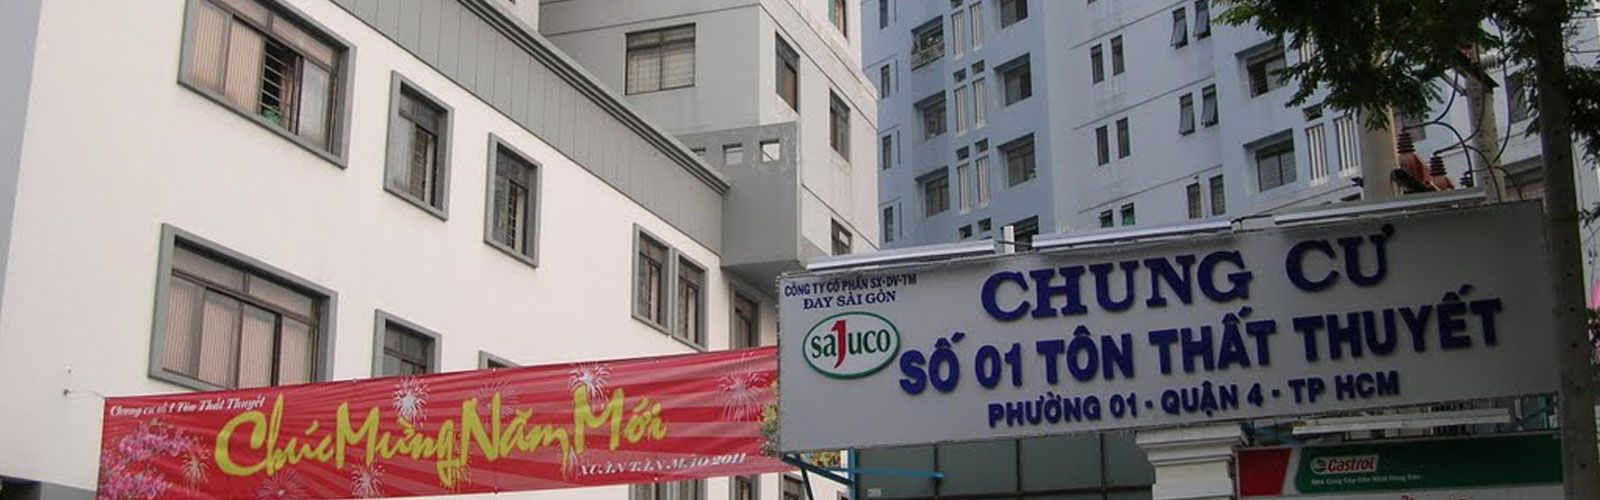 CÔNG TY CỔ PHẦN SX-DV-TM
ĐAY SÀI GÒN
saJuco
CHUNG CƯ
SỐ 01 TÔN THẤT THUYẾT
PHƯỜNG 01 - QUẬN 4 - TP HCM
Chung cư số 1 Tôn Thất Thuyết
Chúc Mừng Năm Mới
XUÂN TÂN MÃO 2011
Castrol